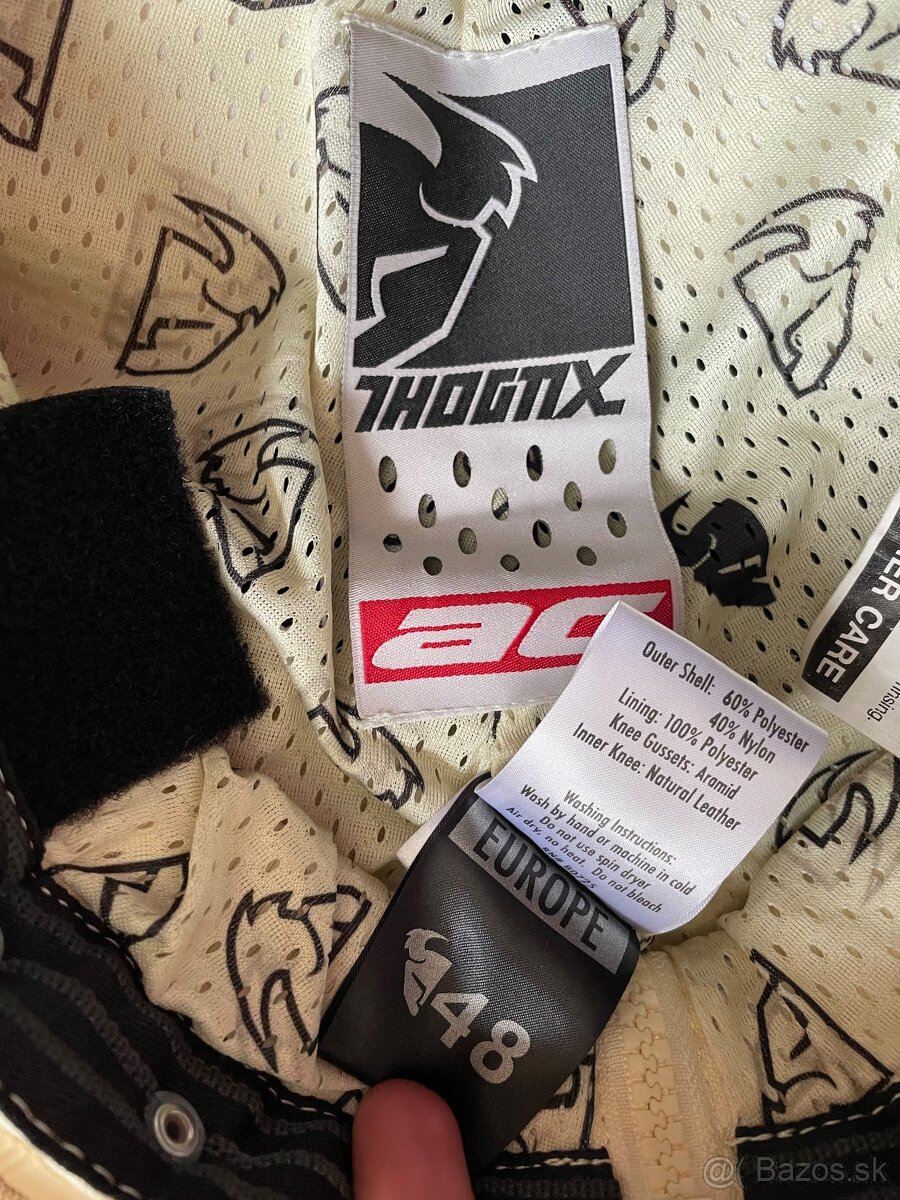 THORMX
ac
ER CARE
rinsing-
Outer Shell: 60% Polyester
40% Nylon
Lining: 100% Polyester
Knee Gussets: Aramid
Inner Knee: Natural Leather
Washing Instructions:
Wash by hand or machine in cold
Do not use spin dryer
Air dry, no heat. Do not bleach
EUROPE
48
@( Bazos.sk